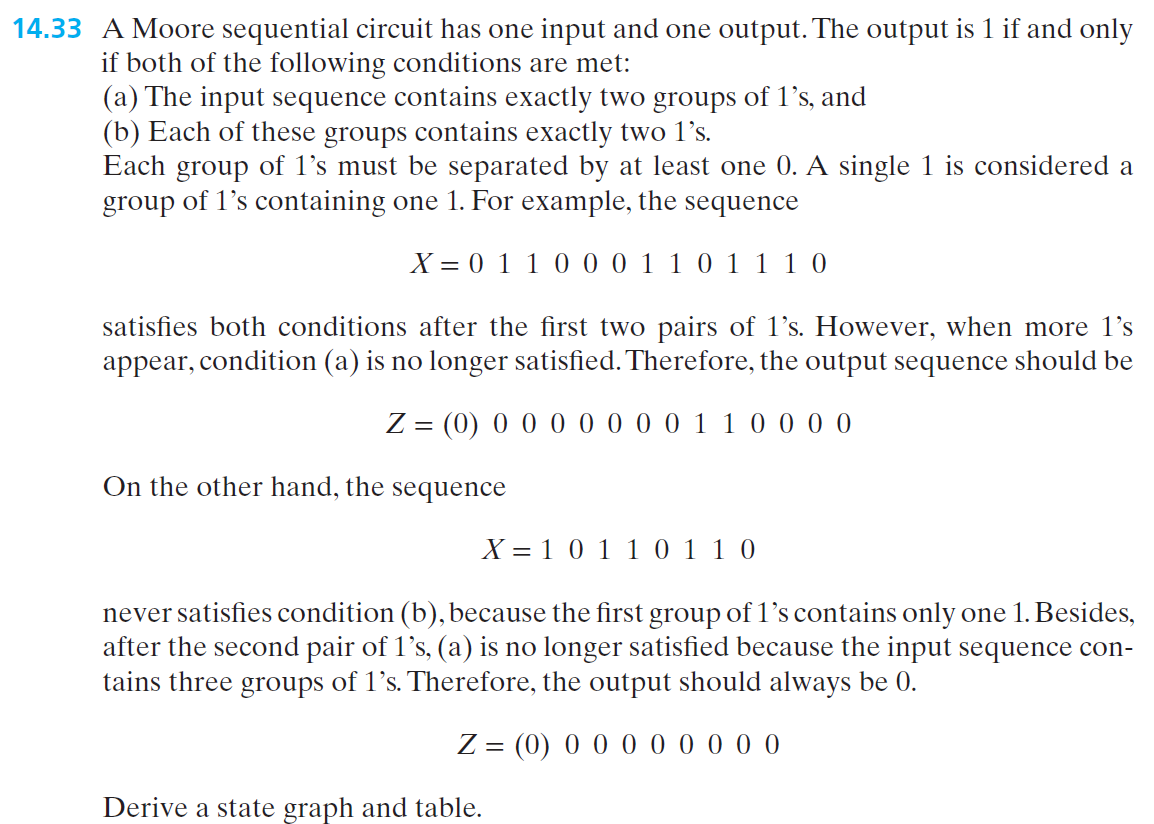 14.33 A Moore sequential circuit has one input and one output. The output is 1 if and only
if both of the following conditions are met:
(a) The input sequence contains exactly two groups of 1’s, and
(b) Each of these groups contains exactly two 1’s.
Each group of 1’s must be separated by at least one 0. A single 1 is considered a
group of 1’s containing one 1. For example, the sequence
X = 0 1 1 0 0 0 1 1 0 1 1 1 0
satisfies both conditions after the first two pairs of 1’s. However, when more 1’s
appear, condition (a) is no longer satisfied. Therefore, the output sequence should be
Z = (0) 0 0 0 0 0 0 0 1 1 0 0 0 0
On the other hand, the sequence
X = 1 0 1 1 0 1 1 0
never satisfies condition (b), because the first group of 1’s contains only one 1. Besides,
after the second pair of 1’s, (a) is no longer satisfied because the input sequence con-
tains three groups of 1’s. Therefore, the output should always be 0.
Z = (0) 0 0 0 0 0 0 0 0
Derive a state graph and table.